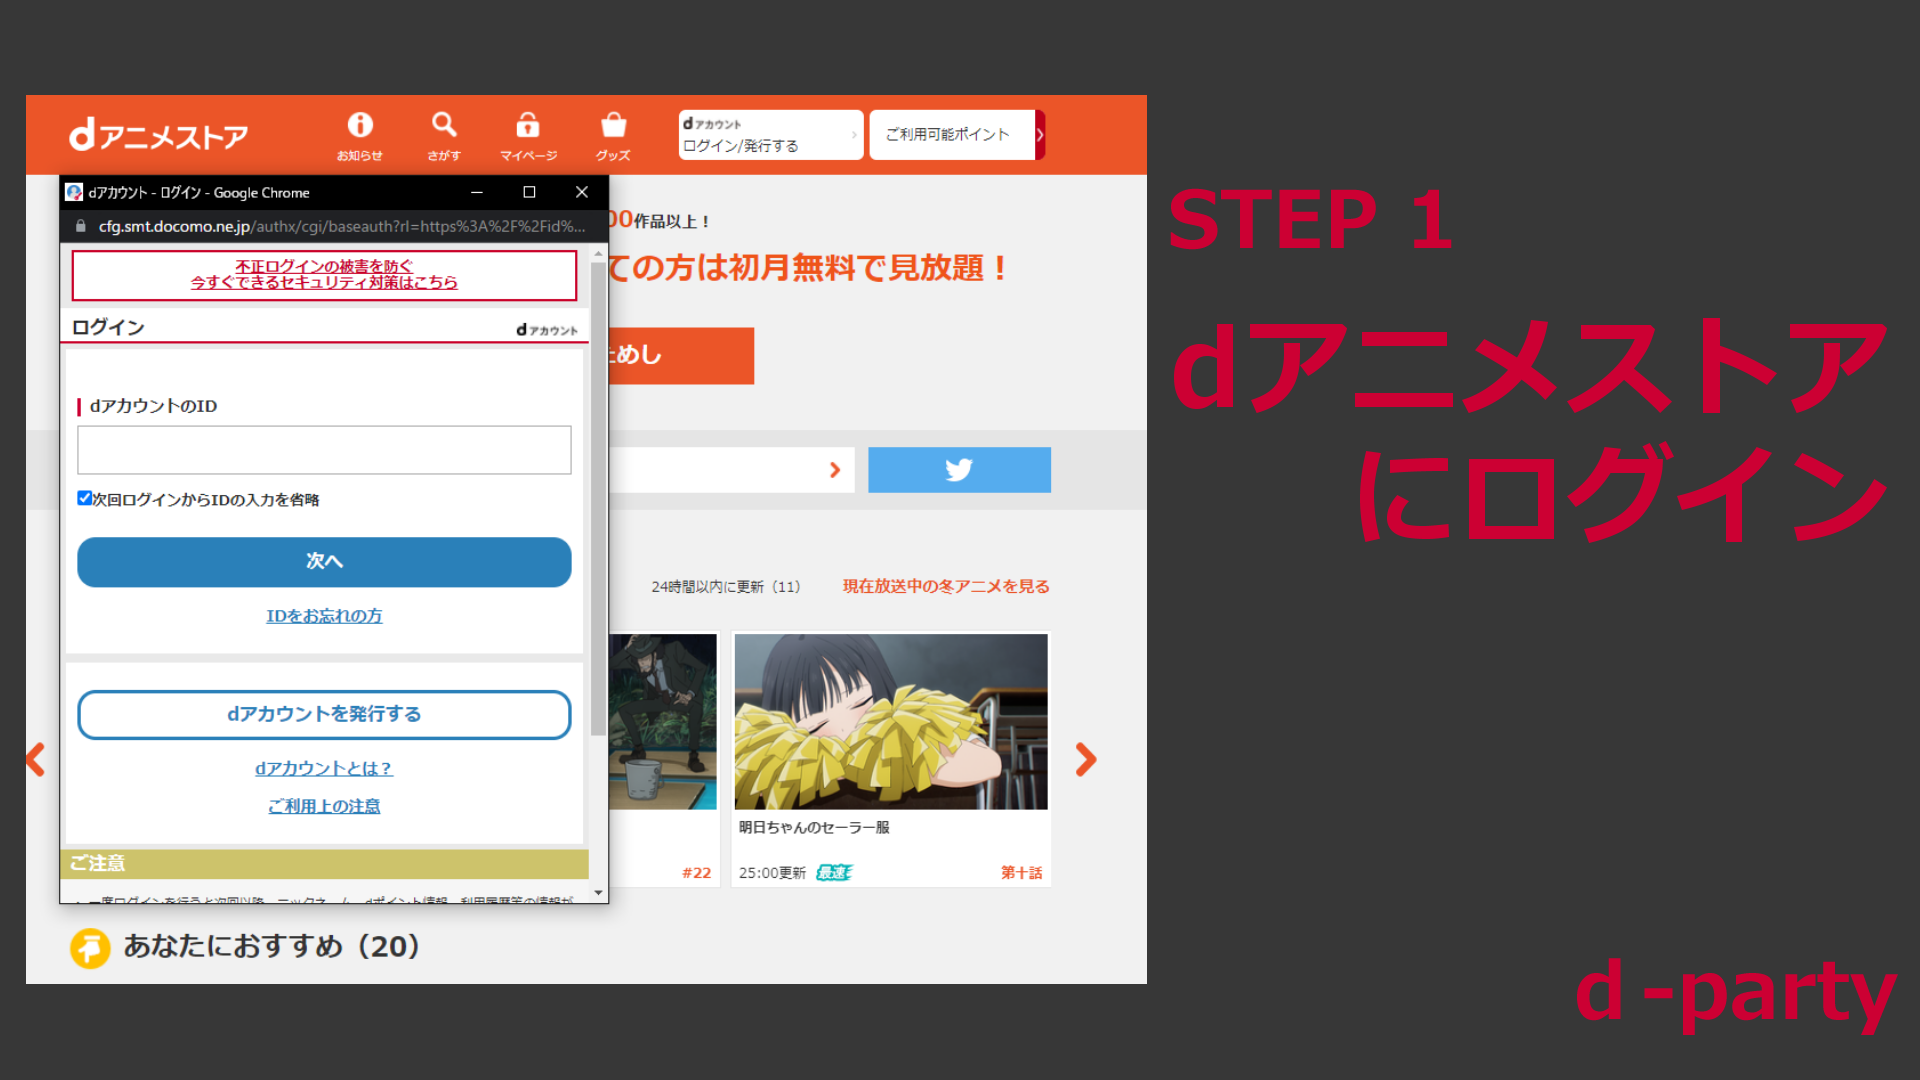 dアニメストア
お知らせ
さがす
マイページ
グッズ
dアカウント
ログイン/発行する
ご利用可能ポイント
dアカウント - ログイン - Google Chrome
cfg.smt.docomo.ne.jp/authx/cgi/baseauth?rl=https%3A%2F%2Fid%...
不正ログインの被害を防ぐ
今すぐできるセキュリティ対策はこちら
ログイン
dアカウント
dアカウントのID
次回ログインからIDの入力を省略
次へ
IDをお忘れの方
dアカウントを発行する
dアカウントとは？
ご利用上の注意
ご注意
00作品以上！
ての方は初月無料で見放題！
ためし
24時間以内に更新（11）
現在放送中の冬アニメを見る
#22
明日ちゃんのセーラー服
25:00更新
最速
第十話
あなたにおすすめ（20）
STEP 1
dアニメストア
にログイン
d-party